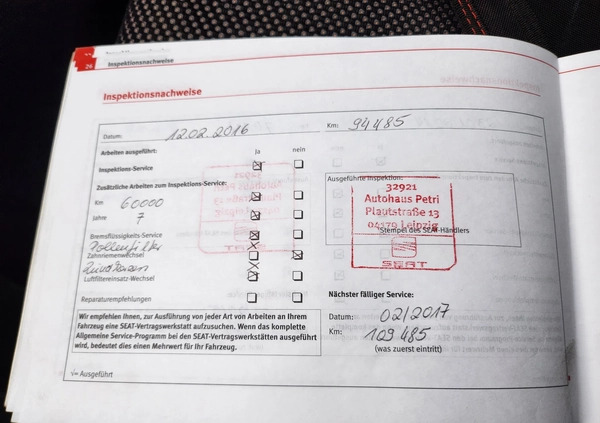 26
Inspektionsnachweise
Inspektionsnachweise
Datum: 12.02.2016 Km: 94485
Arbeiten ausgeführt: Ja nein
Inspektions-Service
Ausgeführte Inspektion:
Zusätzliche Arbeiten zum Inspektions-Service:
32921
Autohaus Petri
Plautstraße 13
04179 Leipzig
Km 60000
Jahre 7
*Stempel des SEAT-Händlers
SEAT
Bremsflüssigkeits-Service
Pollenfilter
Zahnriemenwechsel
Zündkerzen
Luftfiltereinsatz-Wechsel
Reparaturempfehlungen
Nächster fälliger Service:
Datum: 02/2017
Km: 109 485
(was zuerst eintritt)
Wir empfehlen Ihnen, zur Ausführung von jeder Art von Arbeiten an Ihrem
Fahrzeug eine SEAT-Vertragswerkstatt aufzusuchen. Wenn das komplette
Allgemeine Service-Programm bei den SEAT-Vertragswerkstätten ausgeführt
wird, bedeutet dies einen Mehrwert für Ihr Fahrzeug.
√= Ausgeführt